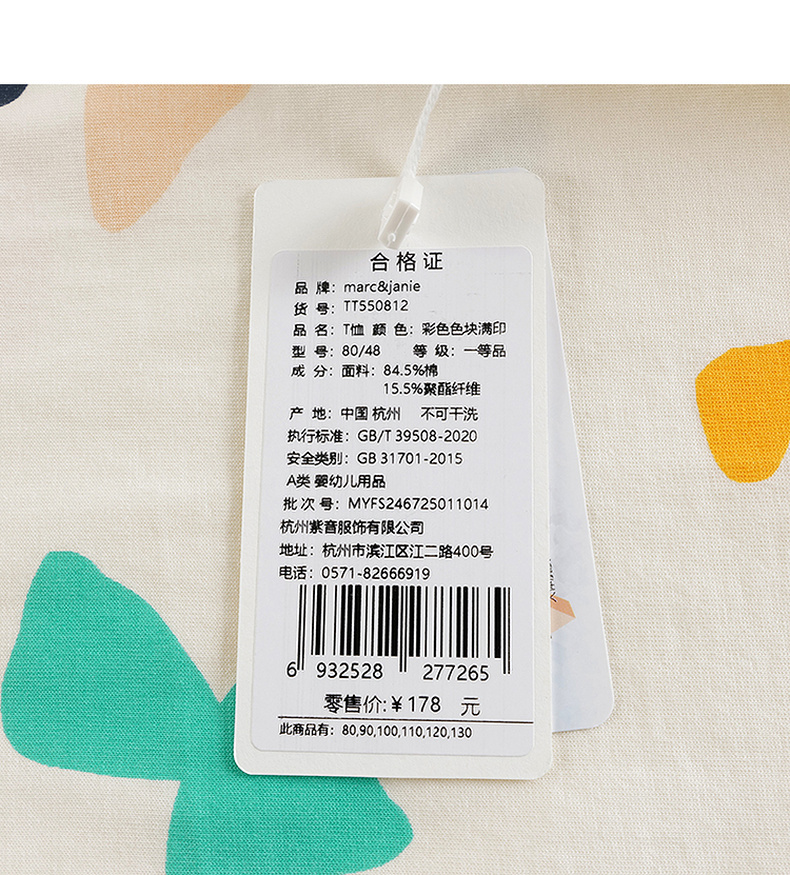 合格证
品 牌：marc&janie
货 号：TT550812
品 名：T恤 颜 色：彩色色块满印
型 号：80/48 等 级：一等品
成 分：面料：84.5%棉
15.5%聚酯纤维
产 地：中国 杭州 不可干洗
执行标准：GB/T 39508-2020
安全类别：GB 31701-2015
A类 婴幼儿用品
批 次 号：MYFS246725011014
杭州紫音服饰有限公司
地址：杭州市滨江区江二路400号
电话：0571-82666919
6 932528 277265
零售价:￥178 元
此商品有：80,90,100,110,120,130